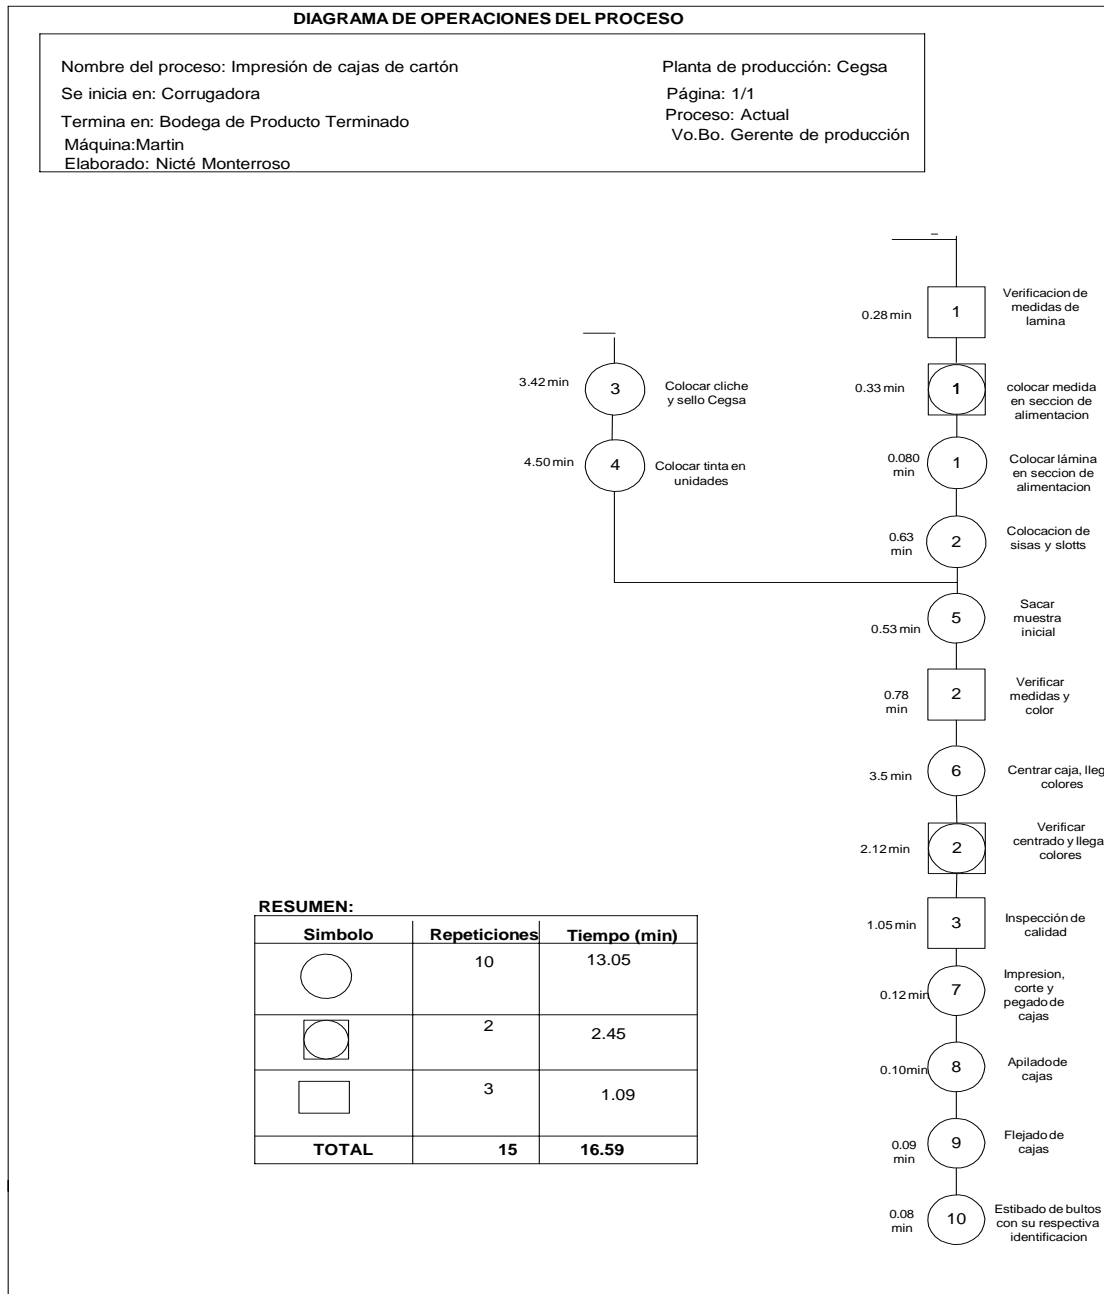 DIAGRAMA DE OPERACIONES DEL PROCESO
Nombre del proceso: Impresión de cajas de cartón
Se inicia en: Corrugadora
Termina en: Bodega de Producto Terminado
Máquina:Martin
Elaborado: Nicté Monterroso
Planta de producción: Cegsa
Página: 1/1
Proceso: Actual
Vo.Bo. Gerente de producción
0.28 min
1
Verificacion de
medidas de
lamina
3.42 min
3
Colocar cliche
y sello Cegsa
0.33 min
1
colocar medida
en seccion de
alimentacion
4.50 min
4
Colocar tinta en
unidades
0.080
min
1
Colocar lámina
en seccion de
alimentacion
0.63
min
2
Colocacion de
sisas y slotts
0.53 min
5
Sacar
muestra
inicial
0.78
min
2
Verificar
medidas y
color
3.5 min
6
Centrar caja, lleg
colores
2.12 min
2
Verificar
centrado y llega
colores
1.05 min
3
Inspección de
calidad
0.12 min
7
Impresion,
corte y
pegado de
cajas
0.10min
8
Apilado de
cajas
0.09
min
9
Flejado de
cajas
0.08
min
10
Estibado de bultos
con su respectiva
identificacion
RESUMEN:
Simbolo Repeticiones Tiempo (min)
10 13.05
2 2.45
3 1.09
TOTAL 15 16.59